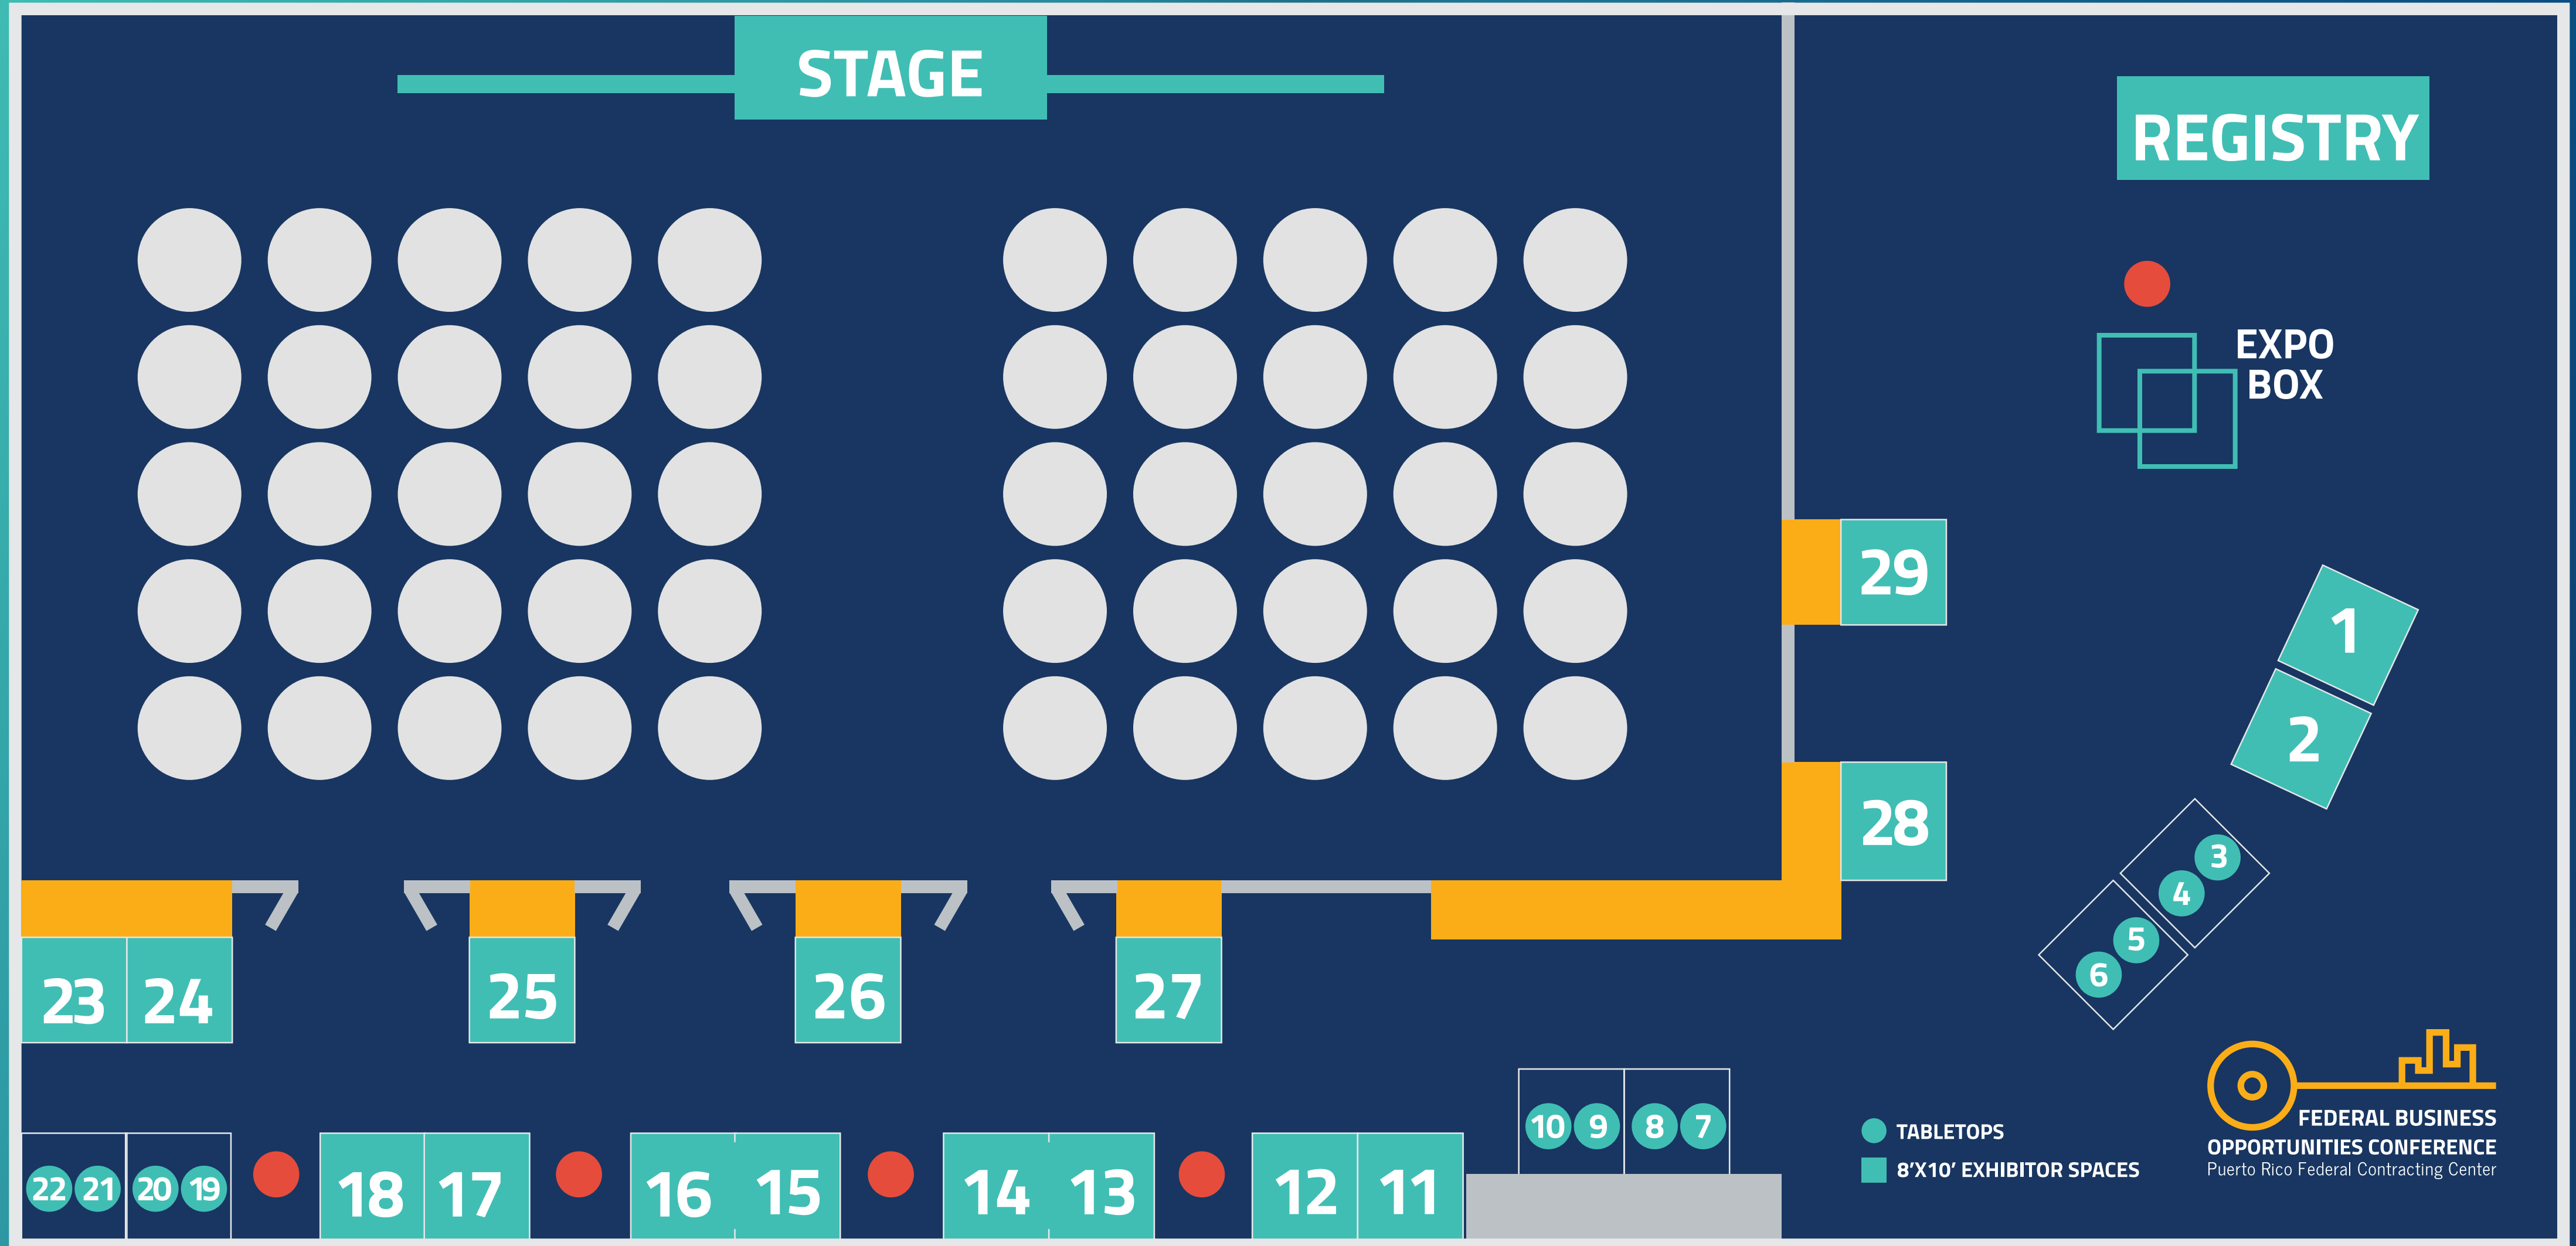 STAGE
REGISTRY
EXPO
BOX
29
1
2
28
3
4
5
6
23 24 25 26 27
10 9 8 7
22 21 20 19 18 17 16 15 14 13 12 11
TABLETOPS
8'X10' EXHIBITOR SPACES
FEDERAL BUSINESS
OPPORTUNITIES CONFERENCE
Puerto Rico Federal Contracting Center